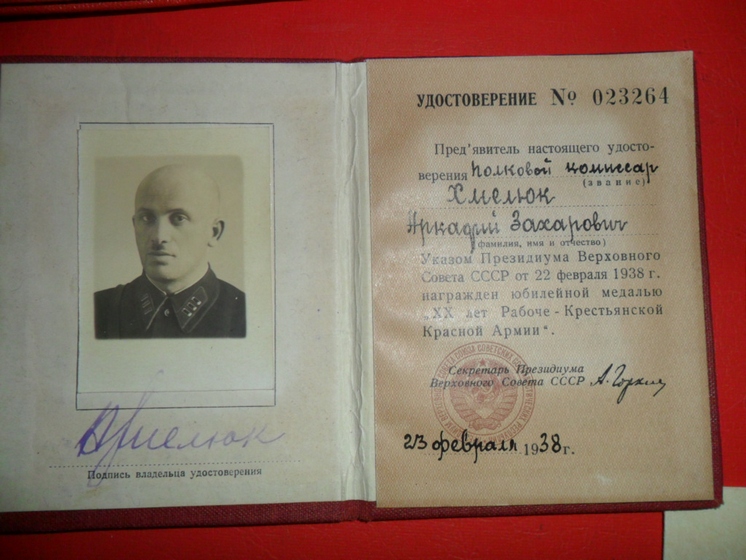 АХмелюк
Подпись владельца удостоверения
УДОСТОВЕРЕНИЕ № 023264
Пред'явитель настоящего удосто-
верения полковой комиссар
(звание)
Хмелюк
Аркадий Захарович
(фамилия, имя и отчество)
Указом Президиума Верховного
Совета СССР от 22 февраля 1938 г.
награжден юбилейной медалью
„XX лет Рабоче-Крестьянской
Красной Армии".
Секретарь Президиума
Верховного Совета СССР А. Горкин
23 февраля 1938 г.